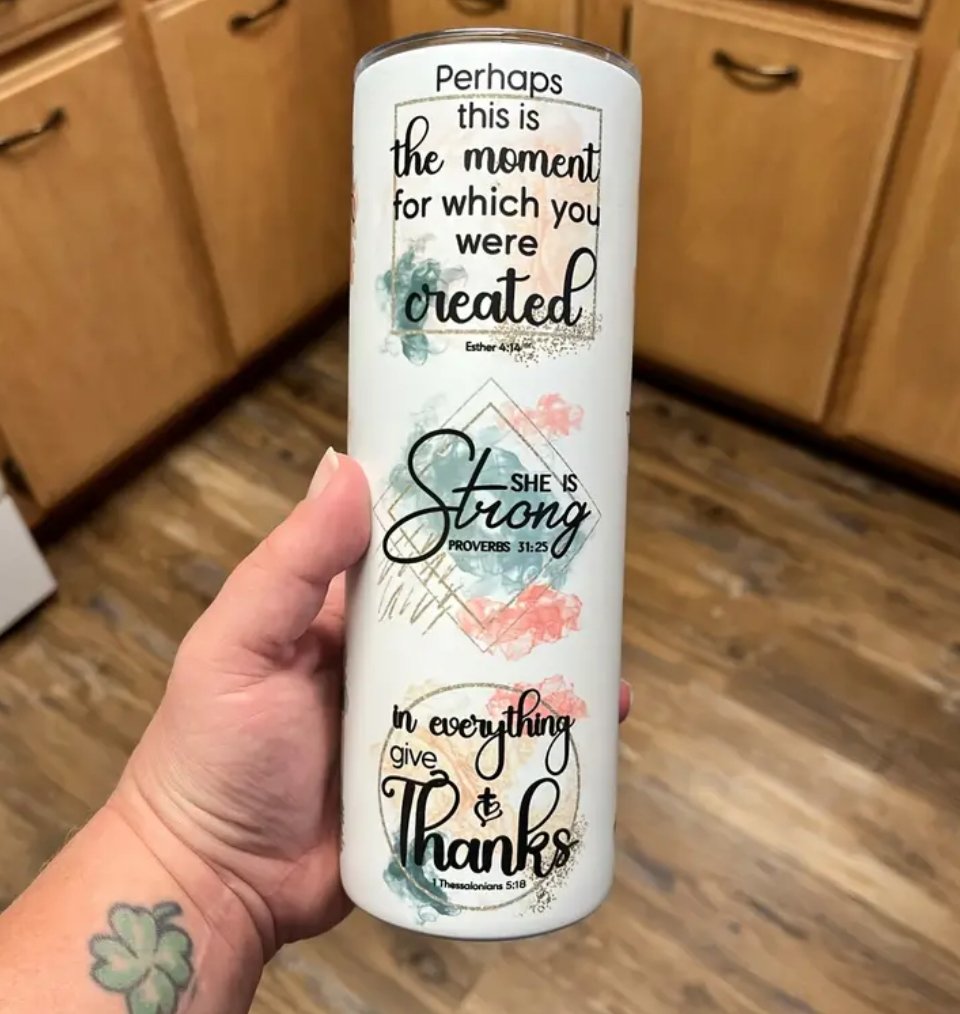 Perhaps
this is
the moment
for which you
were
created
Esther 4:14
SHE IS
Strong
PROVERBS 31:25
in everything
give
Thanks
1 Thessalonians 5:18